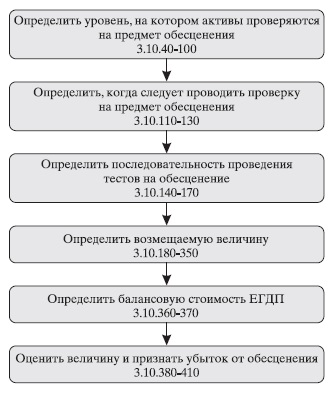 Определить уровень, на котором активы проверяются
на предмет обесценения
3.10.40-100
Определить, когда следует проводить проверку
на предмет обесценения
3.10.110-130
Определить последовательность проведения
тестов на обесценение
3.10.140-170
Определить возмещаемую величину
3.10.180-350
Определить балансовую стоимость ЕГДП
3.10.360-370
Оценить величину и признать убыток от обесценения
3.10.380-410